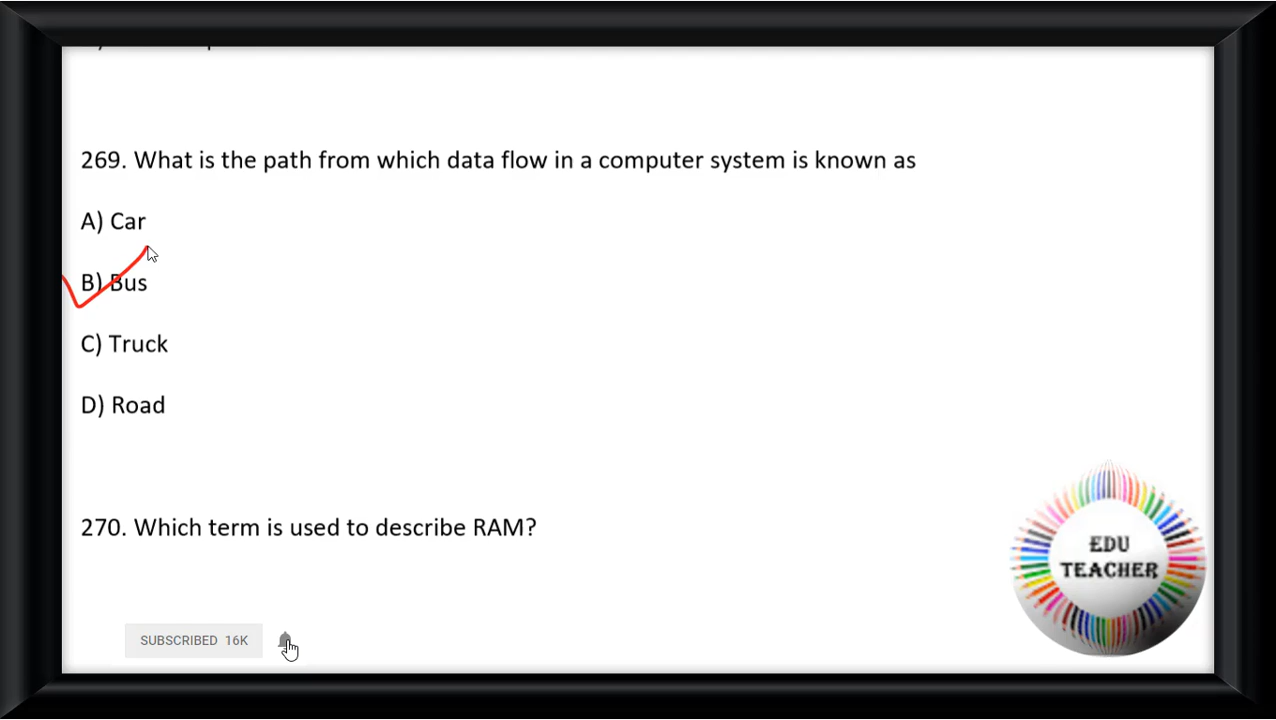 269. What is the path from which data flow in a computer system is known as
A) Car
B) Bus
C) Truck
D) Road
270. Which term is used to describe RAM?
EDU
TEACHER
SUBSCRIBED 16K